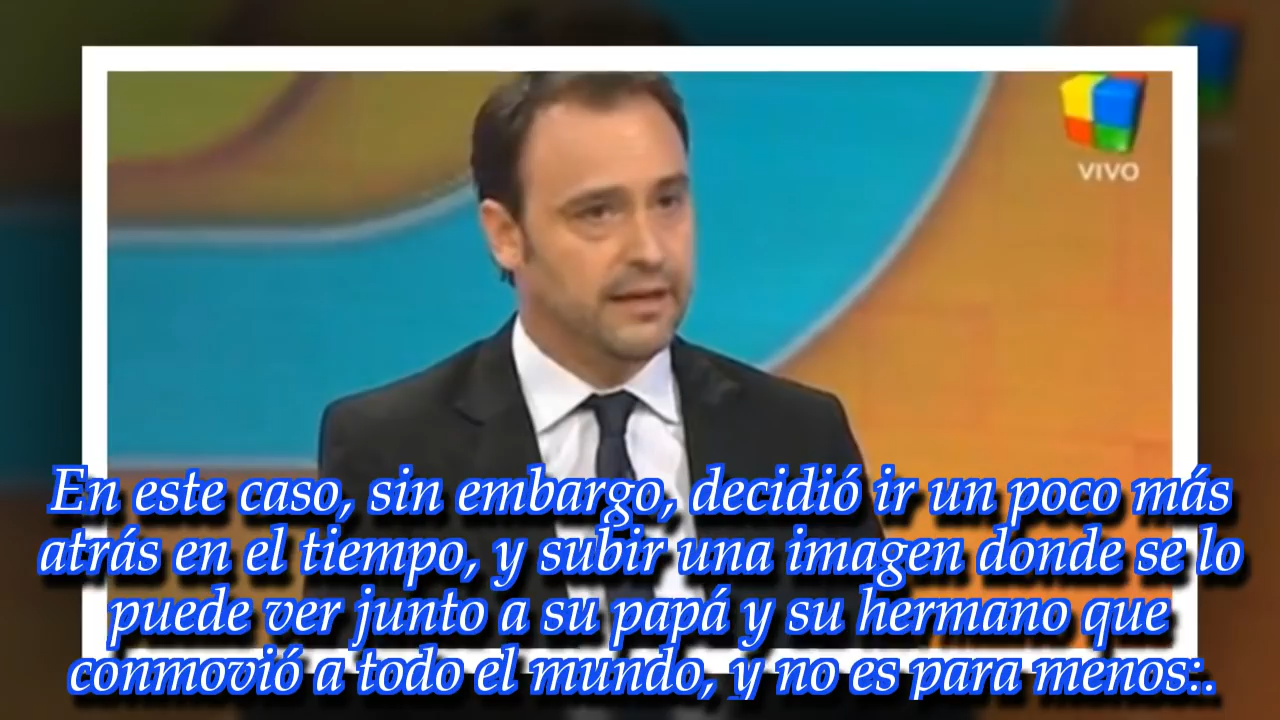 VIVO
En este caso, sin embargo, decidió ir un poco más
atrás en el tiempo, y subir una imagen donde se lo
puede ver junto a su papá y su hermano que
conmovió a todo el mundo, y no es para menos:.